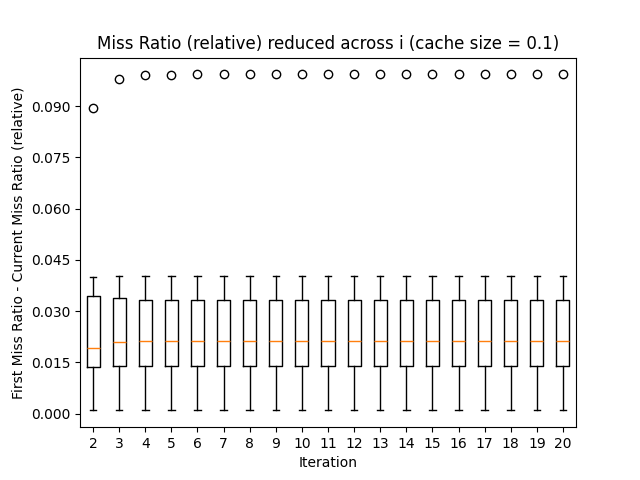 Miss Ratio (relative) reduced across i (cache size = 0.1)
First Miss Ratio - Current Miss Ratio (relative)
0.090
0.075
0.060
0.045
0.030
0.015
0.000
2 3 4 5 6 7 8 9 10 11 12 13 14 15 16 17 18 19 20
Iteration